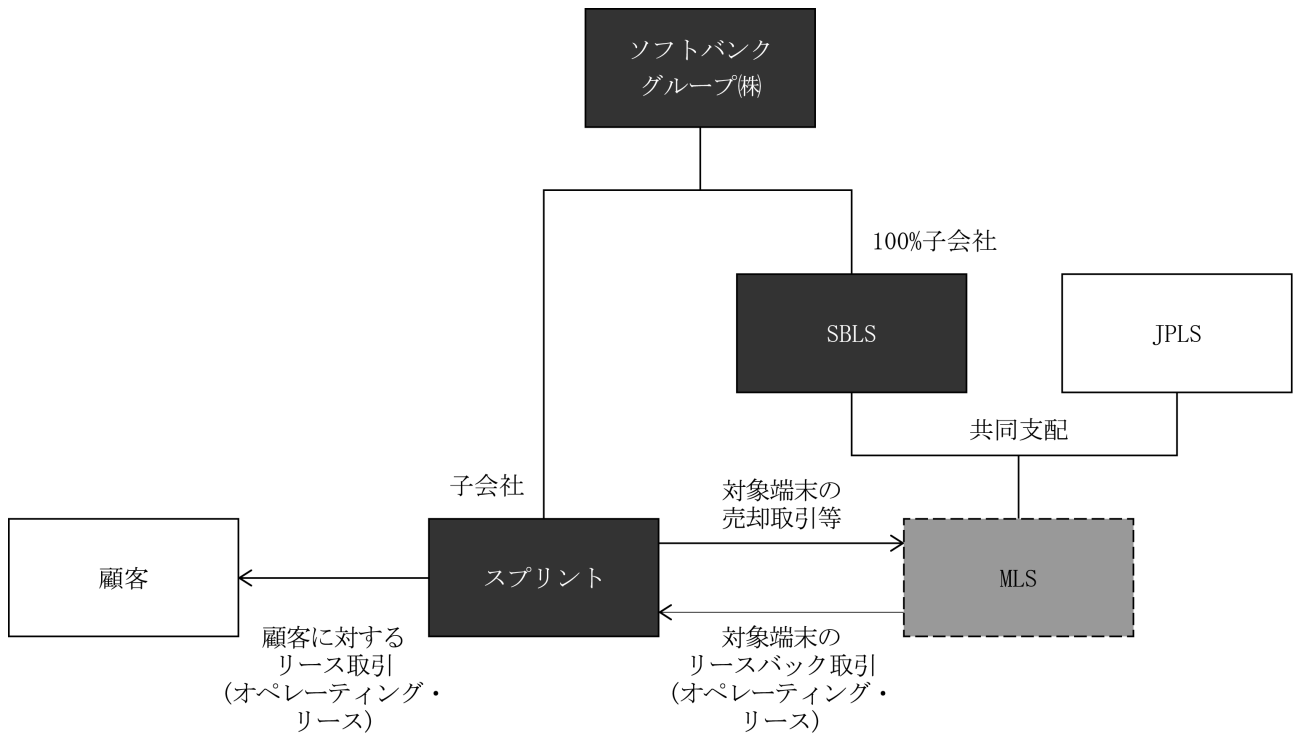 ソフトバンク
グループ㈱
100%子会社
SBLS
JPLS
共同支配
子会社
対象端末の
売却取引等
顧客
スプリント
MLS
顧客に対する
リース取引
(オペレーティング・
リース)
対象端末の
リースバック取引
(オペレーティング・
リース)